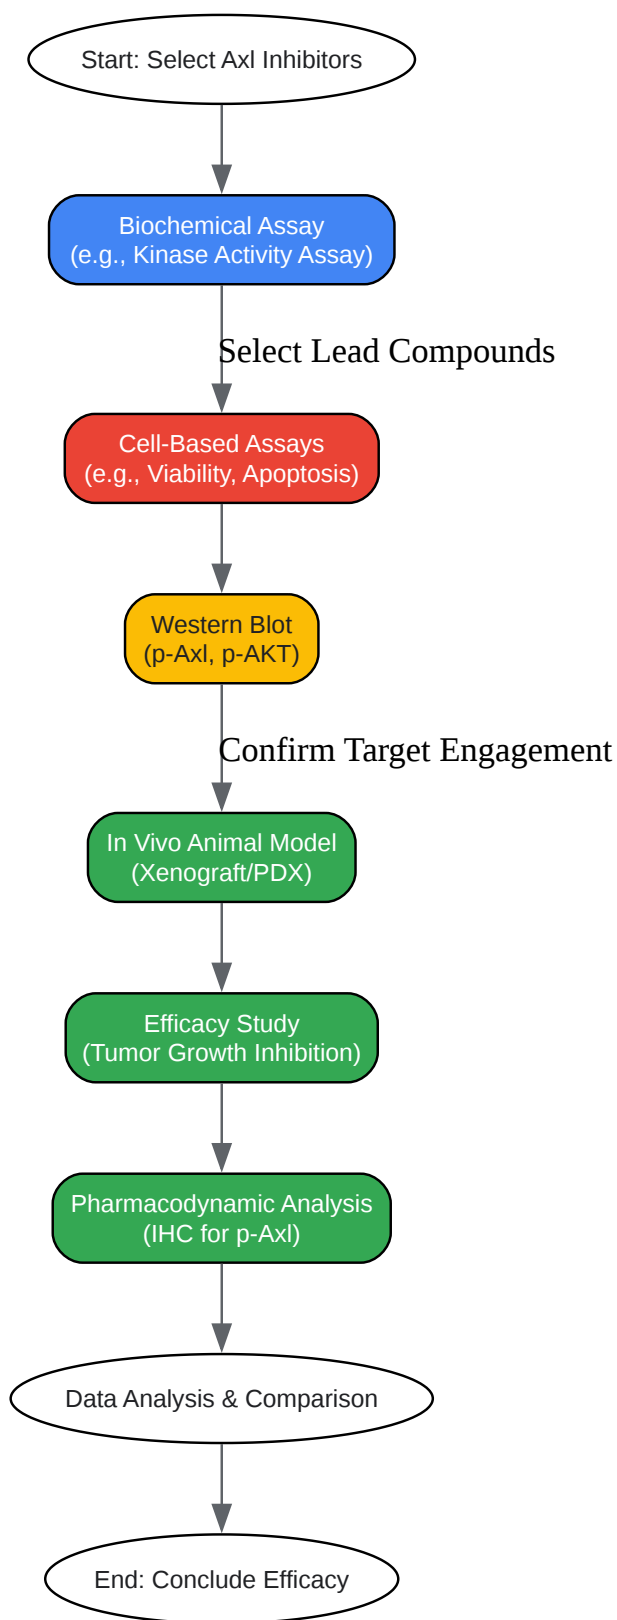 Start: Select Axl Inhibitors
Biochemical Assay
(e.g., Kinase Activity Assay)
Select Lead Compounds
Cell-Based Assays
(e.g., Viability, Apoptosis)
Western Blot
(p-Axl, p-AKT)
Confirm Target Engagement
In Vivo Animal Model
(Xenograft/PDX)
Efficacy Study
(Tumor Growth Inhibition)
Pharmacodynamic Analysis
(IHC for p-Axl)
Data Analysis & Comparison
End: Conclude Efficacy